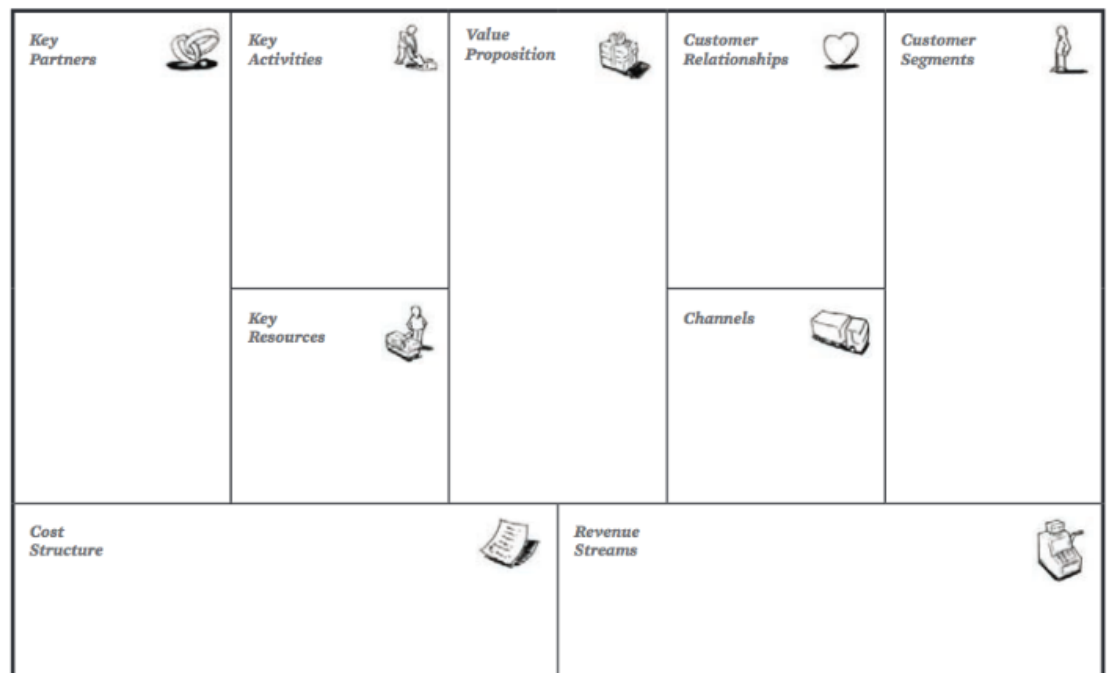 Key
Partners
Key
Activities
Value
Proposition
Customer
Relationships
Customer
Segments
Key
Resources
Channels
Cost
Structure
Revenue
Streams